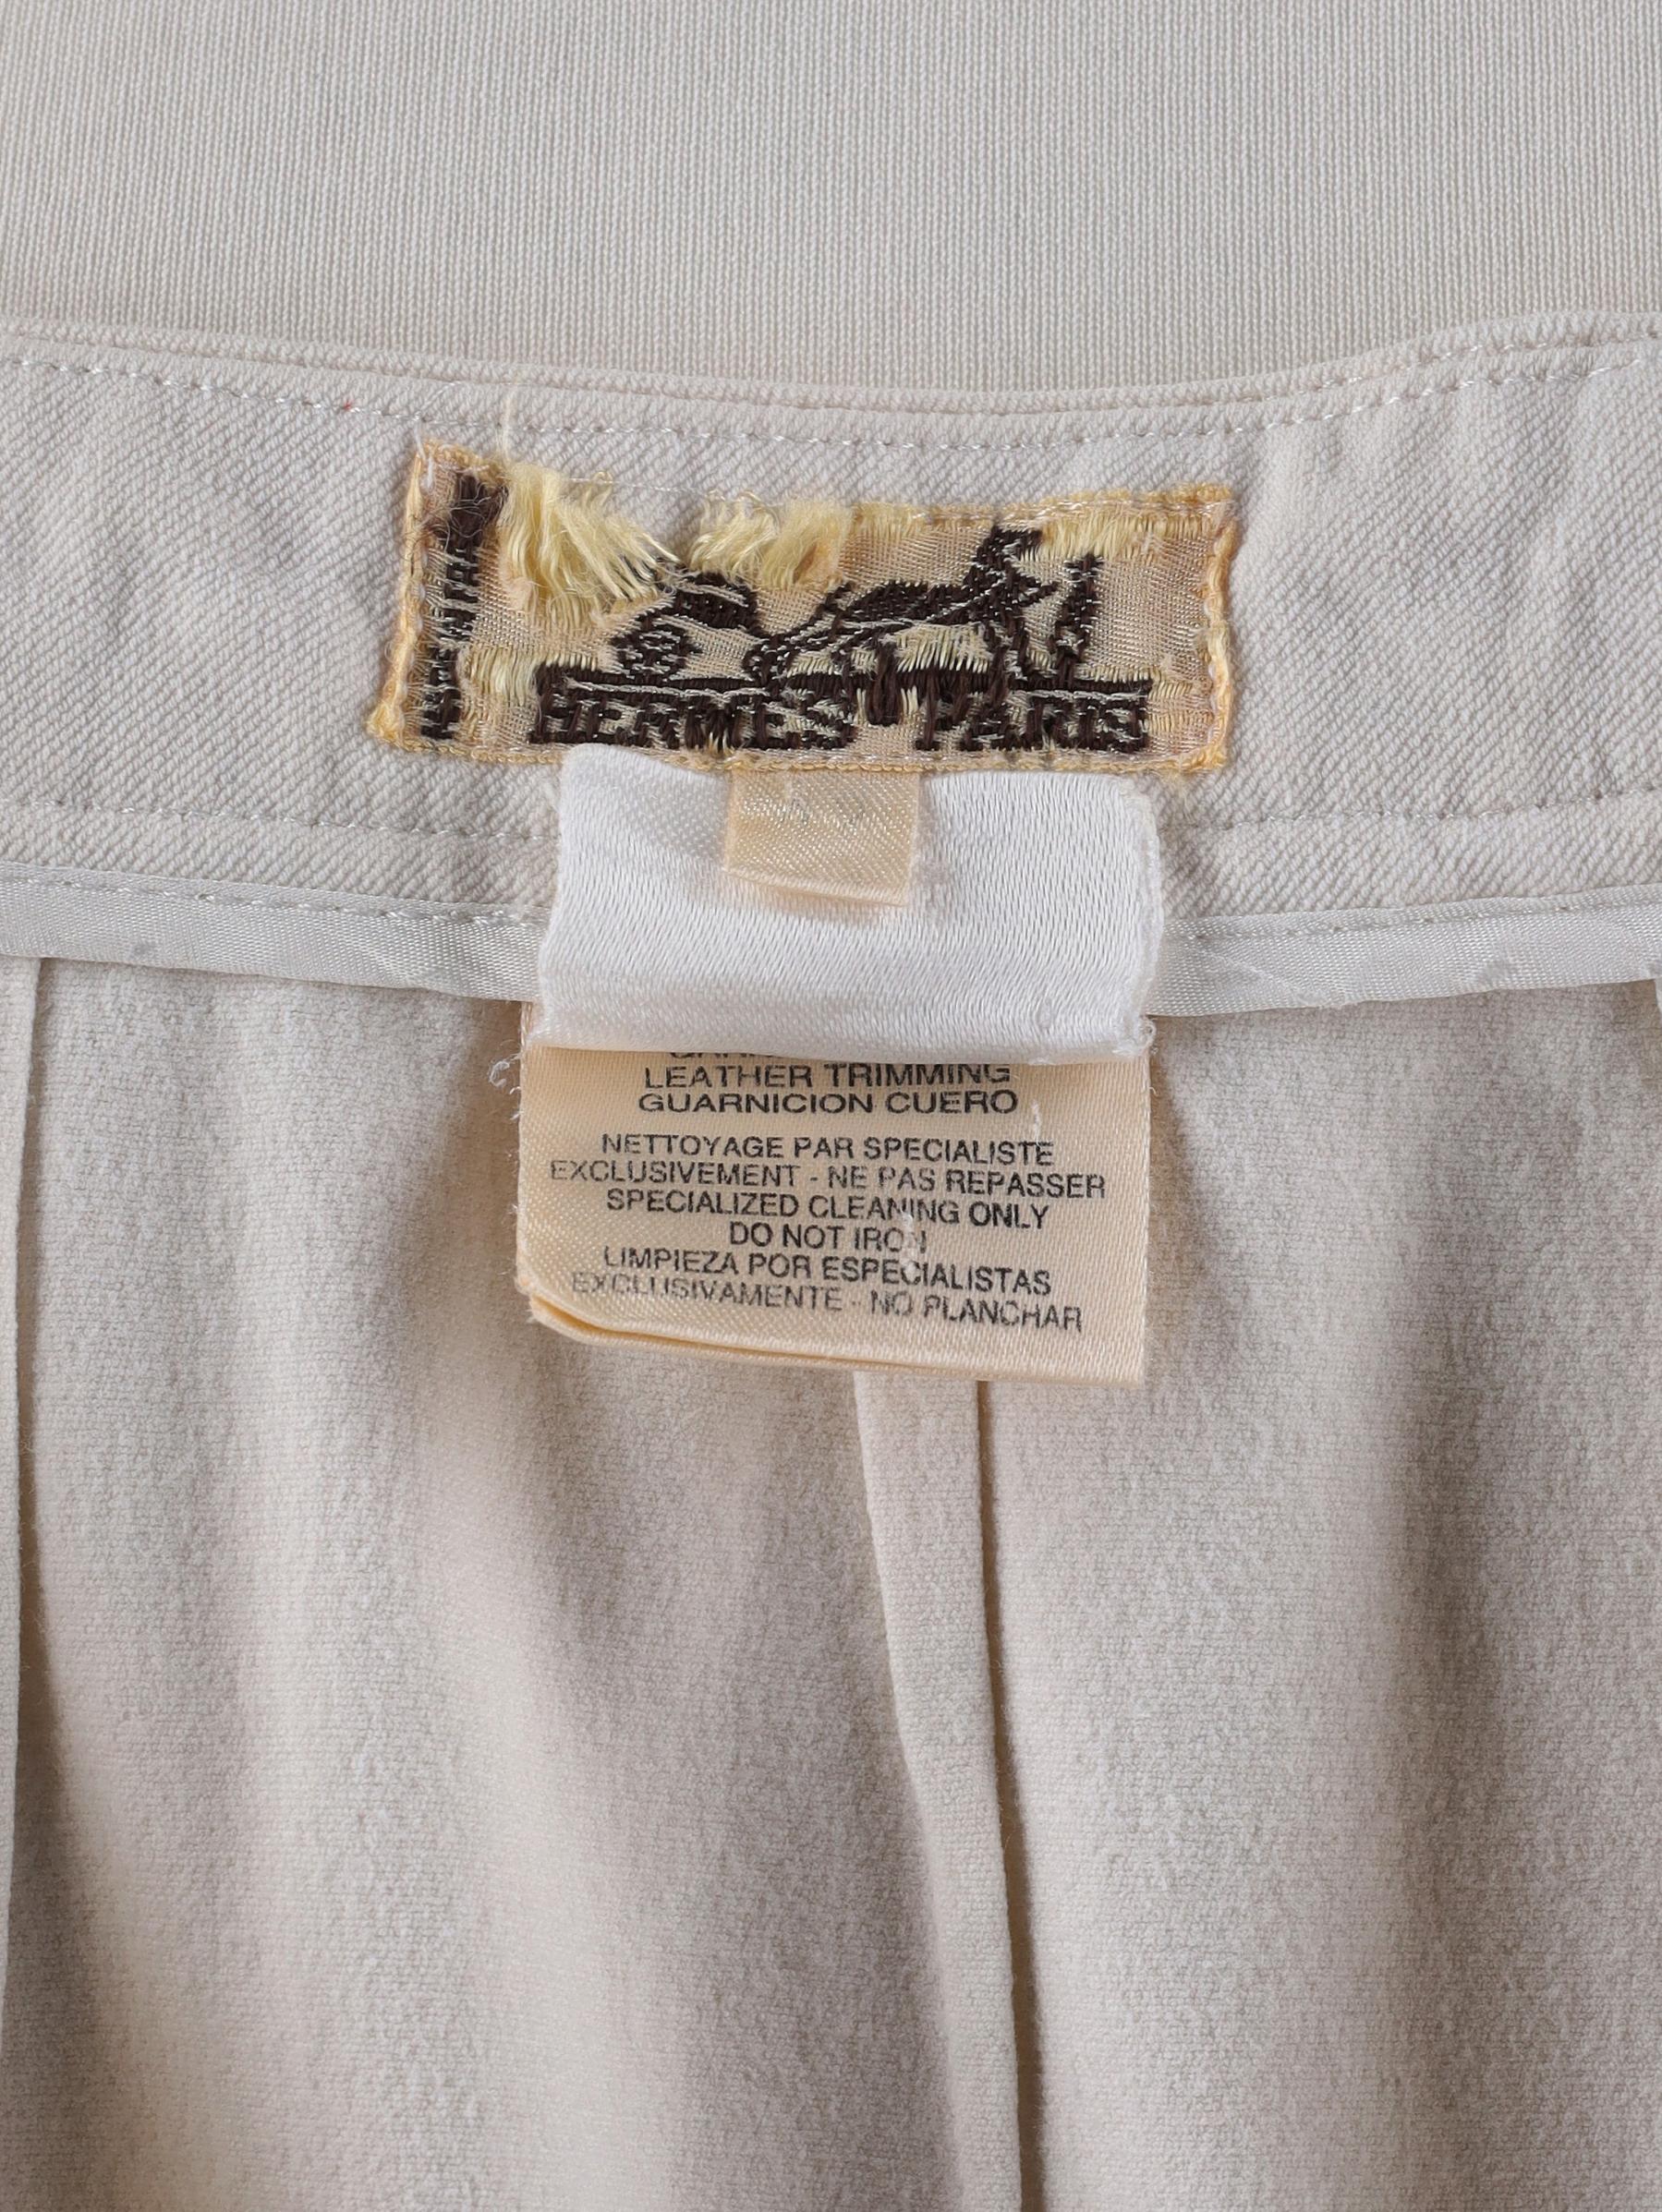 HERMES PARIS
LEATHER TRIMMING
GUARNICION CUERO
NETTOYAGE PAR SPECIALISTE
EXCLUSIVEMENT - NE PAS REPASSER
SPECIALIZED CLEANING ONLY
DO NOT IRON
LIMPIEZA POR ESPECIALISTAS
EXCLUSIVAMENTE - NO PLANCHAR